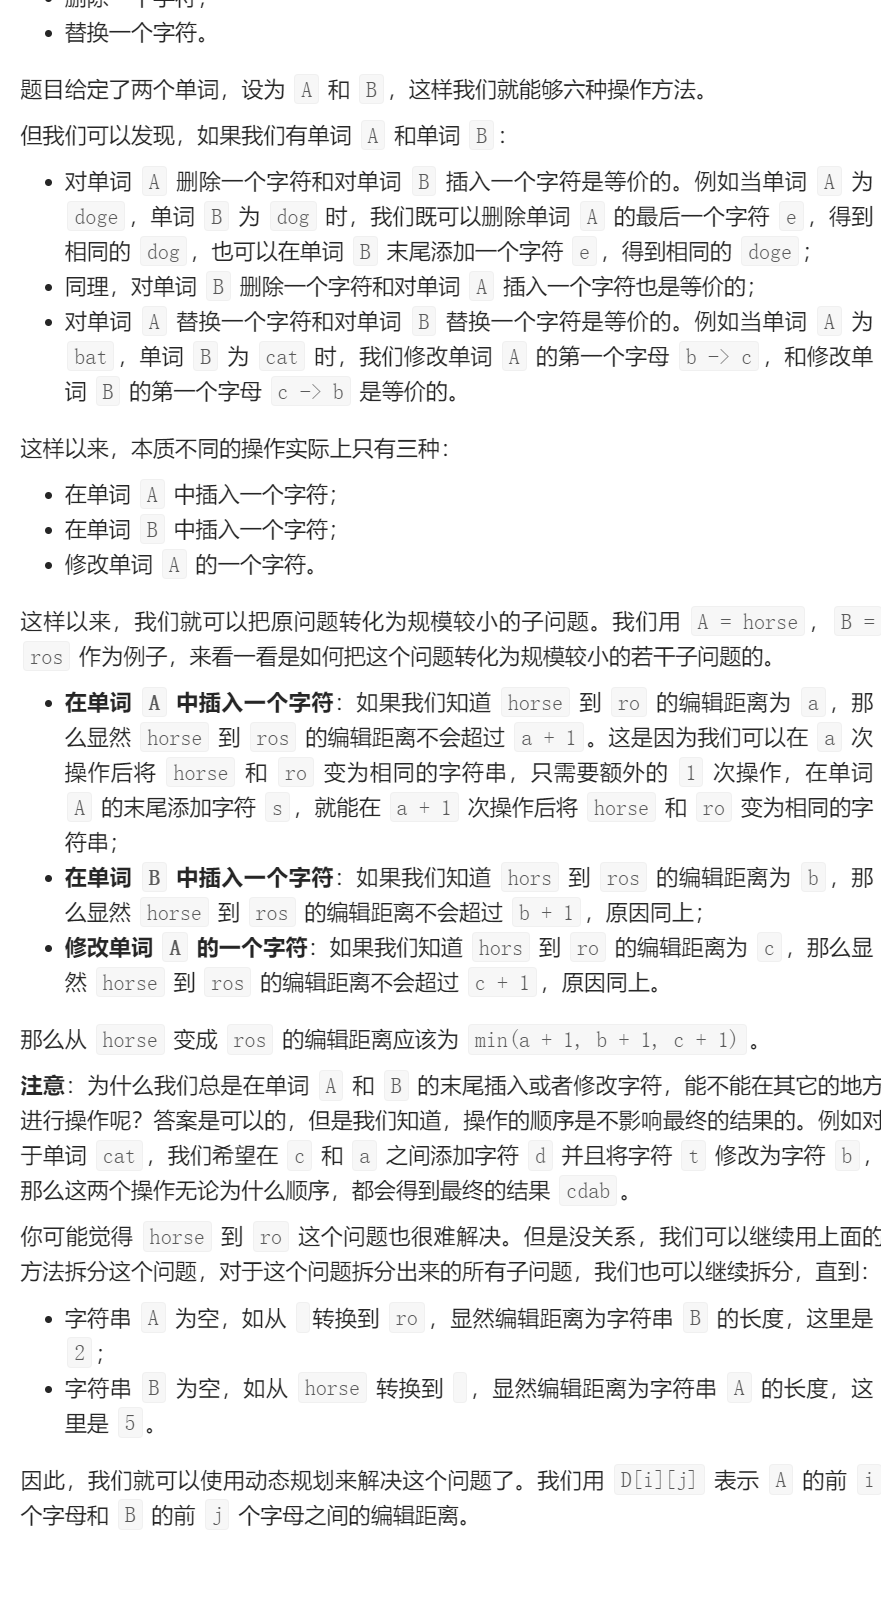 删除一个字符；
替换一个字符。
题目给定了两个单词，设为 A 和 B，这样我们就能够六种操作方法。
但我们可以发现，如果我们有单词 A 和单词 B：
对单词 A 删除一个字符和对单词 B 插入一个字符是等价的。例如当单词 A 为
doge，单词 B 为 dog 时，我们既可以删除单词 A 的最后一个字符 e，得到
相同的 dog，也可以在单词 B 末尾添加一个字符 e，得到相同的 doge；
同理，对单词 B 删除一个字符和对单词 A 插入一个字符也是等价的；
对单词 A 替换一个字符和对单词 B 替换一个字符是等价的。例如当单词 A 为
bat，单词 B 为 cat 时，我们修改单词 A 的第一个字母 b -> c，和修改单
词 B 的第一个字母 c -> b 是等价的。
这样以来，本质不同的操作实际上只有三种：
在单词 A 中插入一个字符；
在单词 B 中插入一个字符；
修改单词 A 的一个字符。
这样以来，我们就可以把原问题转化为规模较小的子问题。我们用 A = horse，B =
ros 作为例子，来看一看是如何把这个问题转化为规模较小的若干子问题的。
在单词 A 中插入一个字符：如果我们知道 horse 到 ro 的编辑距离为 a，那
么显然 horse 到 ros 的编辑距离不会超过 a + 1。这是因为我们可以在 a 次
操作后将 horse 和 ro 变为相同的字符串，只需要额外的 1 次操作，在单词
A 的末尾添加字符 s，就能在 a + 1 次操作后将 horse 和 ro 变为相同的字
符串；
在单词 B 中插入一个字符：如果我们知道 hors 到 ros 的编辑距离为 b，那
么显然 horse 到 ros 的编辑距离不会超过 b + 1，原因同上；
修改单词 A 的一个字符：如果我们知道 hors 到 ro 的编辑距离为 c，那么显
然 horse 到 ros 的编辑距离不会超过 c + 1，原因同上。
那么从 horse 变成 ros 的编辑距离应该为 min(a + 1, b + 1, c + 1)。
注意：为什么我们总是在单词 A 和 B 的末尾插入或者修改字符，能不能在其它的地方
进行操作呢？答案是可以的，但是我们知道，操作的顺序是不影响最终的结果的。例如对
于单词 cat，我们希望在 c 和 a 之间添加字符 d 并且将字符 t 修改为字符 b，
那么这两个操作无论为什么顺序，都会得到最终的结果 cdab。
你可能觉得 horse 到 ro 这个问题也很难解决。但是没关系，我们可以继续用上面的
方法拆分这个问题，对于这个问题拆分出来的所有子问题，我们也可以继续拆分，直到：
字符串 A 为空，如从 转换到 ro，显然编辑距离为字符串 B 的长度，这里是
2；
字符串 B 为空，如从 horse 转换到 ，显然编辑距离为字符串 A 的长度，这
里是 5。
因此，我们就可以使用动态规划来解决这个问题了。我们用 D[i][j] 表示 A 的前 i
个字母和 B 的前 j 个字母之间的编辑距离。